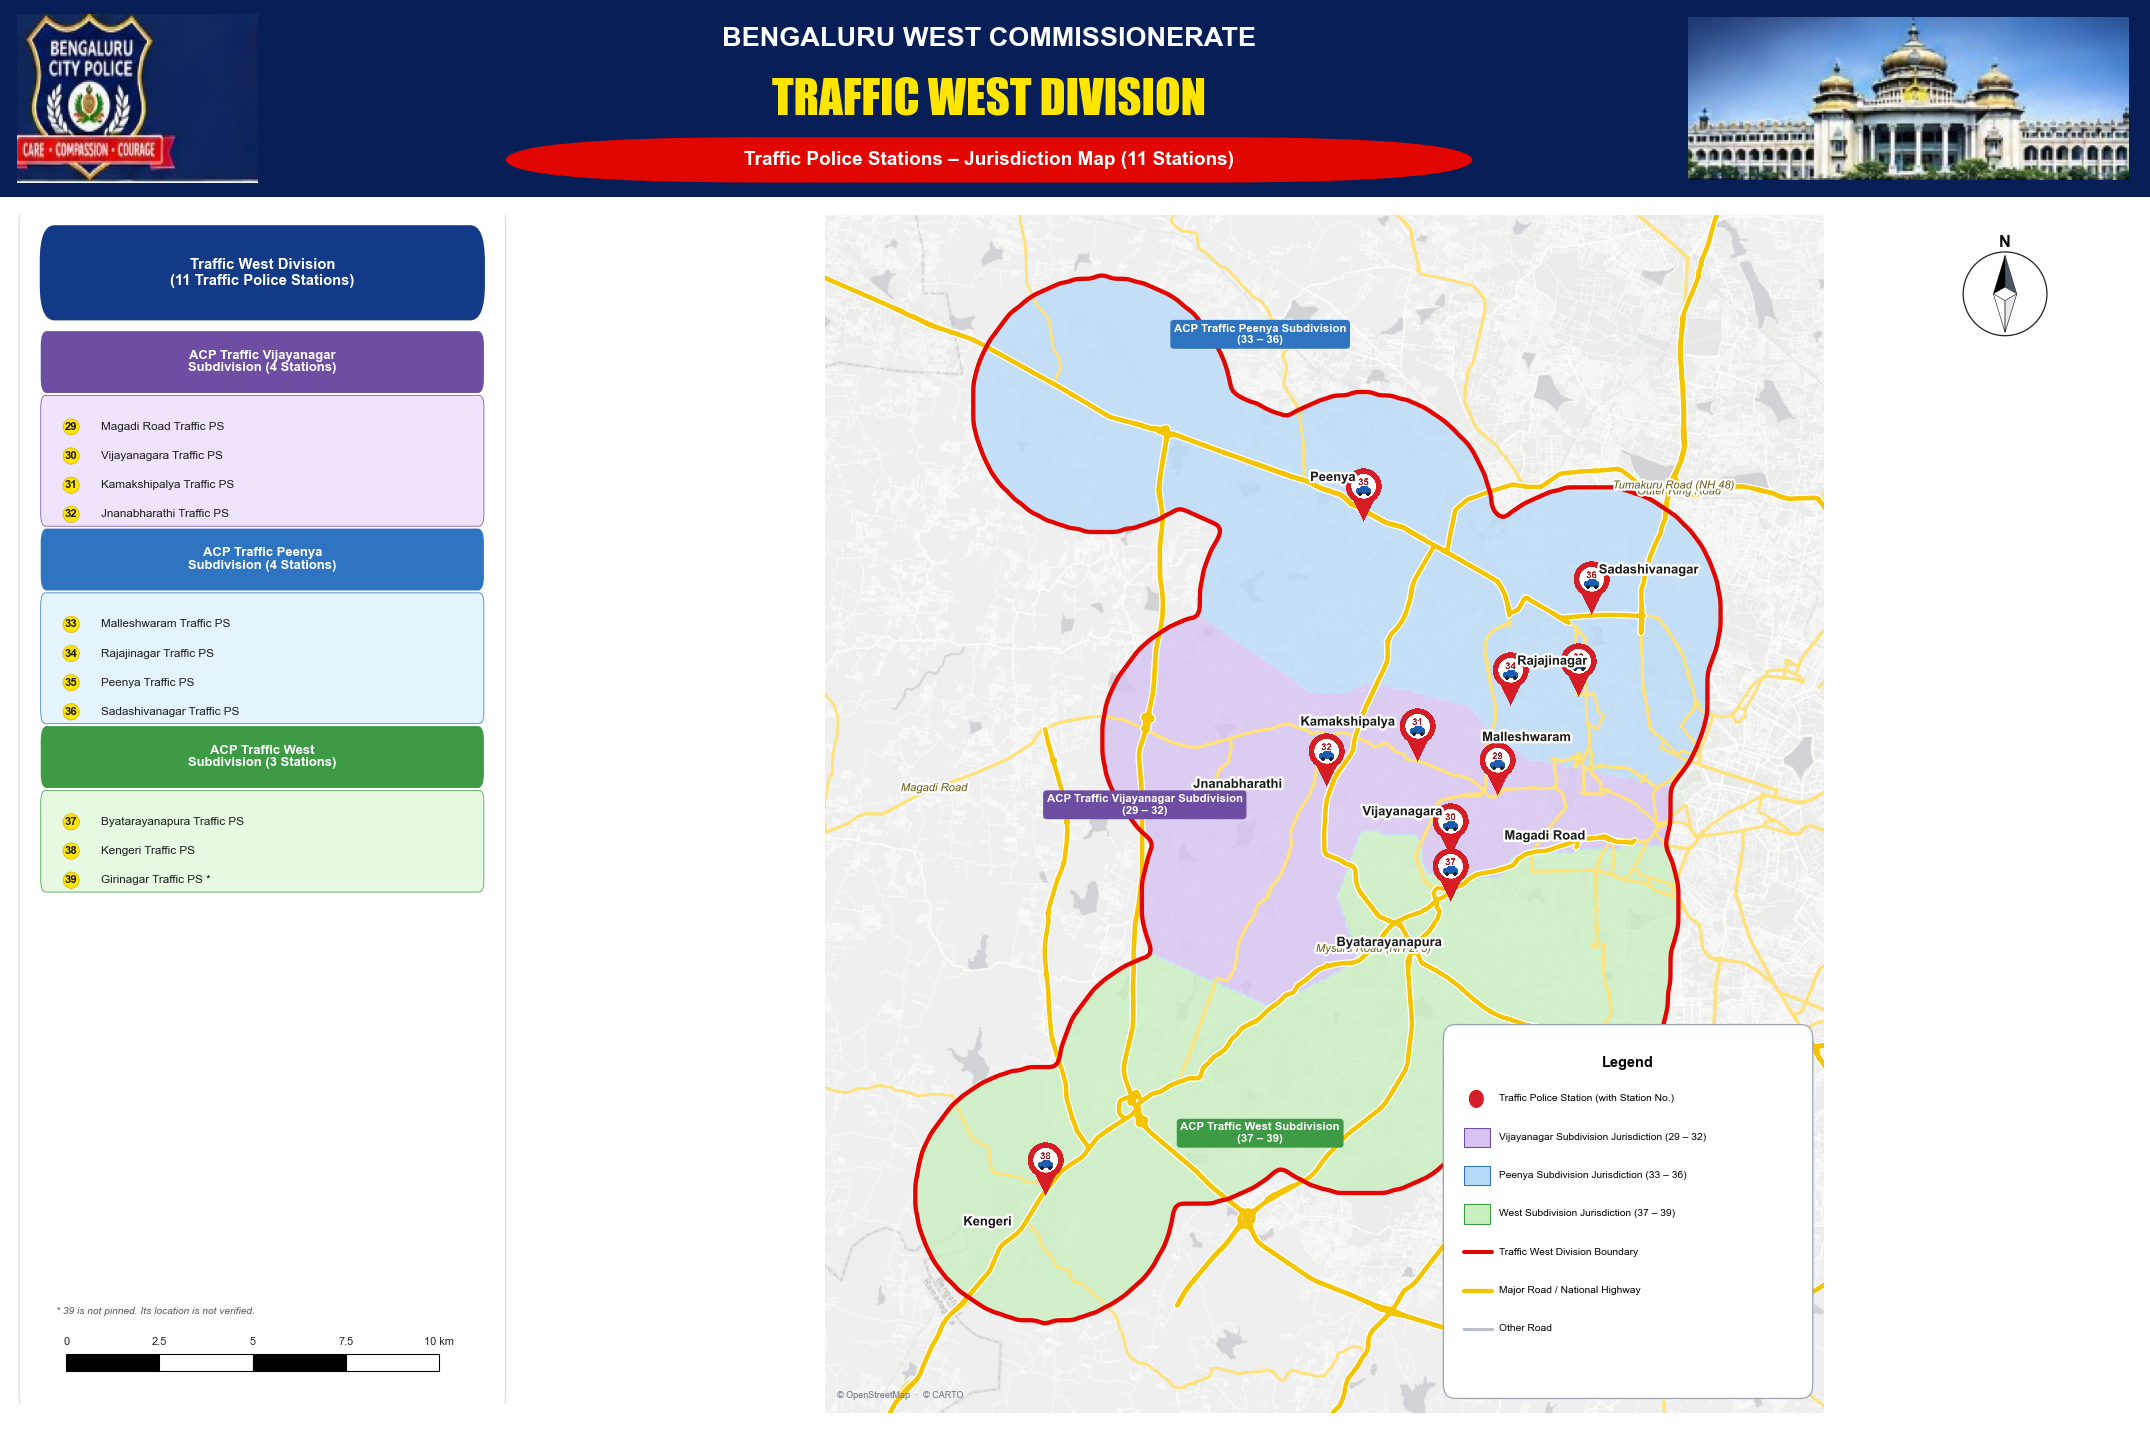 BENGALURU
CITY POLICE
CARE • COMPASSION • COURAGE
BENGALURU WEST COMMISSIONERATE
TRAFFIC WEST DIVISION
Traffic Police Stations – Jurisdiction Map (11 Stations)
Traffic West Division
(11 Traffic Police Stations)
ACP Traffic Vijayanagar
Subdivision (4 Stations)
29 Magadi Road Traffic PS
30 Vijayanagara Traffic PS
31 Kamakshipalya Traffic PS
32 Jnanabharathi Traffic PS
ACP Traffic Peenya
Subdivision (4 Stations)
33 Malleshwaram Traffic PS
34 Rajajinagar Traffic PS
35 Peenya Traffic PS
36 Sadashivanagar Traffic PS
ACP Traffic West
Subdivision (3 Stations)
37 Byatarayanapura Traffic PS
38 Kengeri Traffic PS
39 Girinagar Traffic PS *
* 39 is not pinned. Its location is not verified.
0 2.5 5 7.5 10 km
N
ACP Traffic Peenya Subdivision
(33 – 36)
Peenya
35
Tumakuru Road (NH 48)
Outer Ring Road
36
Sadashivanagar
34
Rajajinagar
Kamakshipalya
31
Malleshwaram
32
29
Jnanabharathi
Magadi Road
ACP Traffic Vijayanagar Subdivision
(29 – 32)
Vijayanagara
30
Magadi Road
37
Byatarayanapura
Mysuru Road
ACP Traffic West Subdivision
(37 – 39)
38
Kengeri
Legend
Traffic Police Station (with Station No.)
Vijayanagar Subdivision Jurisdiction (29 – 32)
Peenya Subdivision Jurisdiction (33 – 36)
West Subdivision Jurisdiction (37 – 39)
Traffic West Division Boundary
Major Road / National Highway
Other Road
© OpenStreetMap · © CARTO